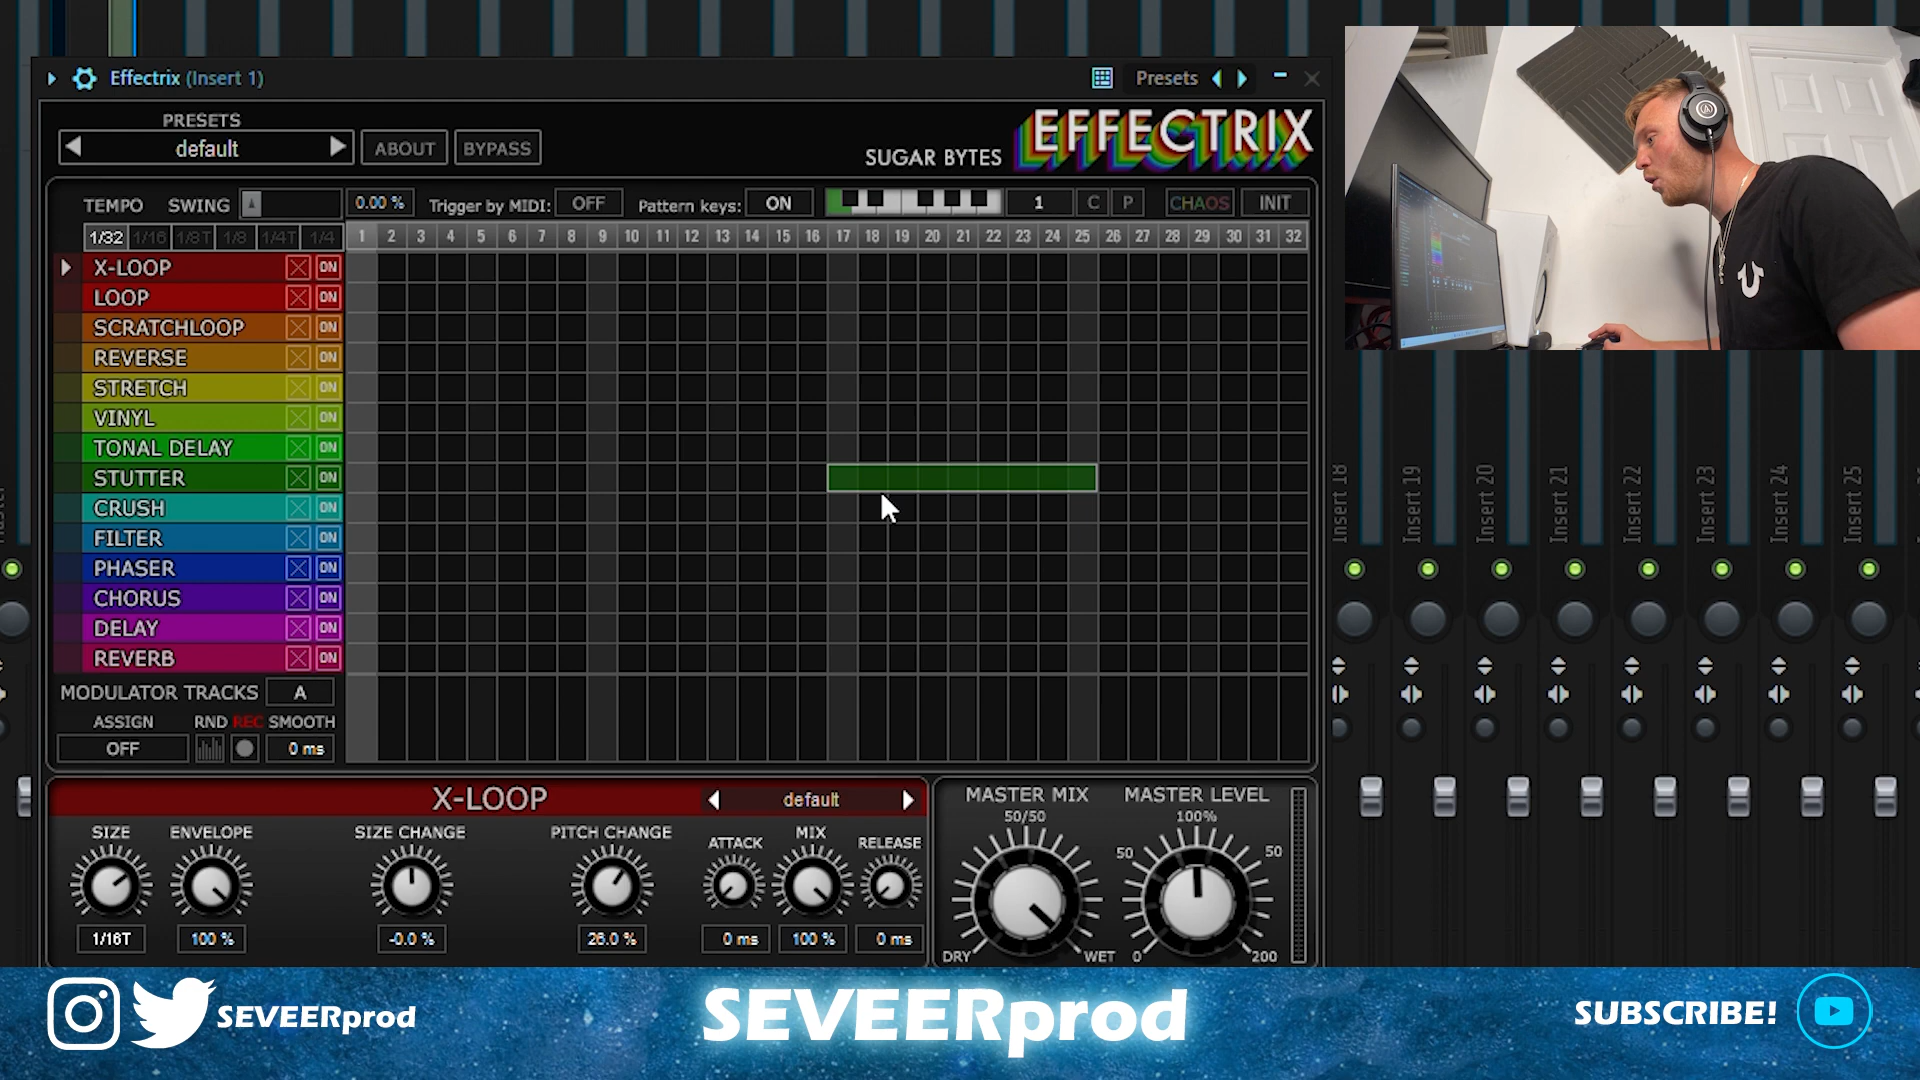 Effectrix (Insert 1)
Presets
PRESETS
default
ABOUT
BYPASS
SUGAR BYTES
EFFECTRIX
TEMPO
SWING
0.00 %
Trigger by MIDI:
OFF
Pattern keys:
ON
1
C
P
CHAOS
INIT
1/32 1/16 1/8T 1/8 1/4T 1/4
1 2 3 4 5 6 7 8 9 10 11 12 13 14 15 16 17 18 19 20 21 22 23 24 25 26 27 28 29 30 31 32
X-LOOP ON
LOOP ON
SCRATCHLOOP ON
REVERSE ON
STRETCH ON
VINYL ON
TONAL DELAY ON
STUTTER ON
CRUSH ON
FILTER ON
PHASER ON
CHORUS ON
DELAY ON
REVERB ON
MODULATOR TRACKS A
ASSIGN RND REC SMOOTH
OFF 0 ms
X-LOOP
default
SIZE
ENVELOPE
SIZE CHANGE
PITCH CHANGE
ATTACK
MIX
RELEASE
1/16T
100 %
-0.0 %
26.0 %
0 ms
100 %
0 ms
MASTER MIX
50/50
DRY
WET
MASTER LEVEL
100%
50
50
0
200
Insert 18
Insert 19
Insert 20
Insert 21
Insert 22
Insert 23
Insert 24
Insert 25
SEVEERprod
SEVEERprod
SUBSCRIBE!